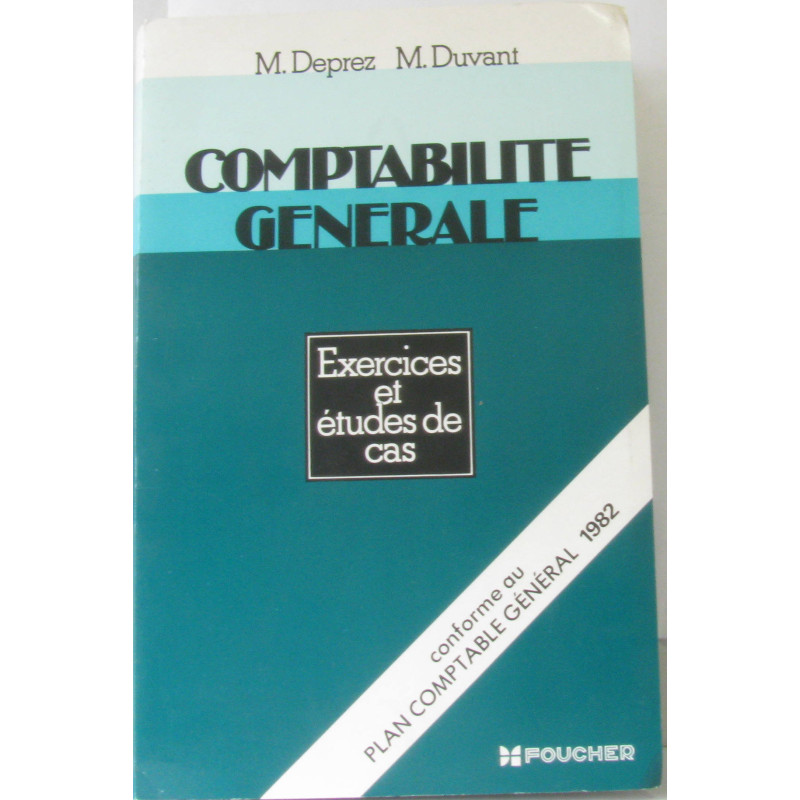 M. Deprez M. Duvant
COMPTABILITE
GENERALE
Exercices
et
études de
cas
conforme au
PLAN COMPTABLE GÉNÉRAL 1982
FOUCHER